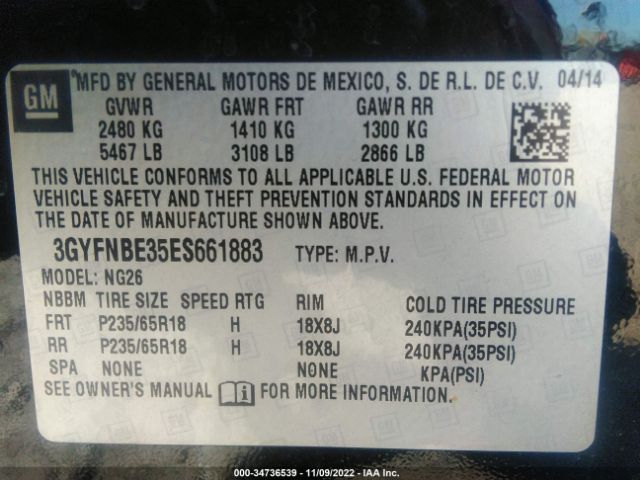 GM
MFD BY GENERAL MOTORS DE MEXICO, S. DE R.L. DE C.V. 04/14
GVWR GAWR FRT GAWR RR
2480 KG 1410 KG 1300 KG
5467 LB 3108 LB 2866 LB
THIS VEHICLE CONFORMS TO ALL APPLICABLE U.S. FEDERAL MOTOR
VEHICLE SAFETY AND THEFT PREVENTION STANDARDS IN EFFECT ON
THE DATE OF MANUFACTURE SHOWN ABOVE.
3GYFNBE35ES661883 TYPE: M.P.V.
MODEL: NG26
NBBM TIRE SIZE SPEED RTG RIM COLD TIRE PRESSURE
FRT P235/65R18 H 18X8J 240KPA(35PSI)
RR P235/65R18 H 18X8J 240KPA(35PSI)
SPA NONE NONE KPA(PSI)
SEE OWNER'S MANUAL FOR MORE INFORMATION.
000-34736539 - 11/09/2022 - IAA Inc.